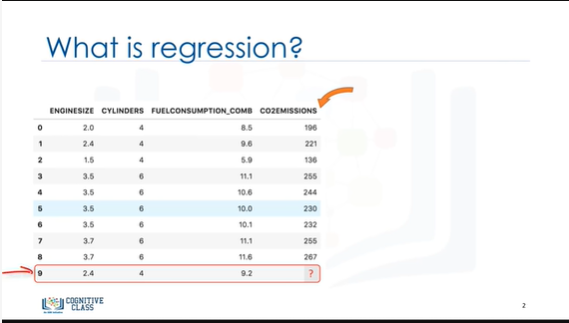 What is regression?
ENGINESIZE CYLINDERS FUELCONSUMPTION_COMB CO2EMISSIONS
0 2.0 4 8.5 196
1 2.4 4 9.6 221
2 1.5 4 5.9 136
3 3.5 6 11.1 255
4 3.5 6 10.6 244
5 3.5 6 10.0 230
6 3.5 6 10.1 232
7 3.7 6 11.1 255
8 3.7 6 11.6 267
9 2.4 4 9.2 ?
COGNITIVE
CLASS
2